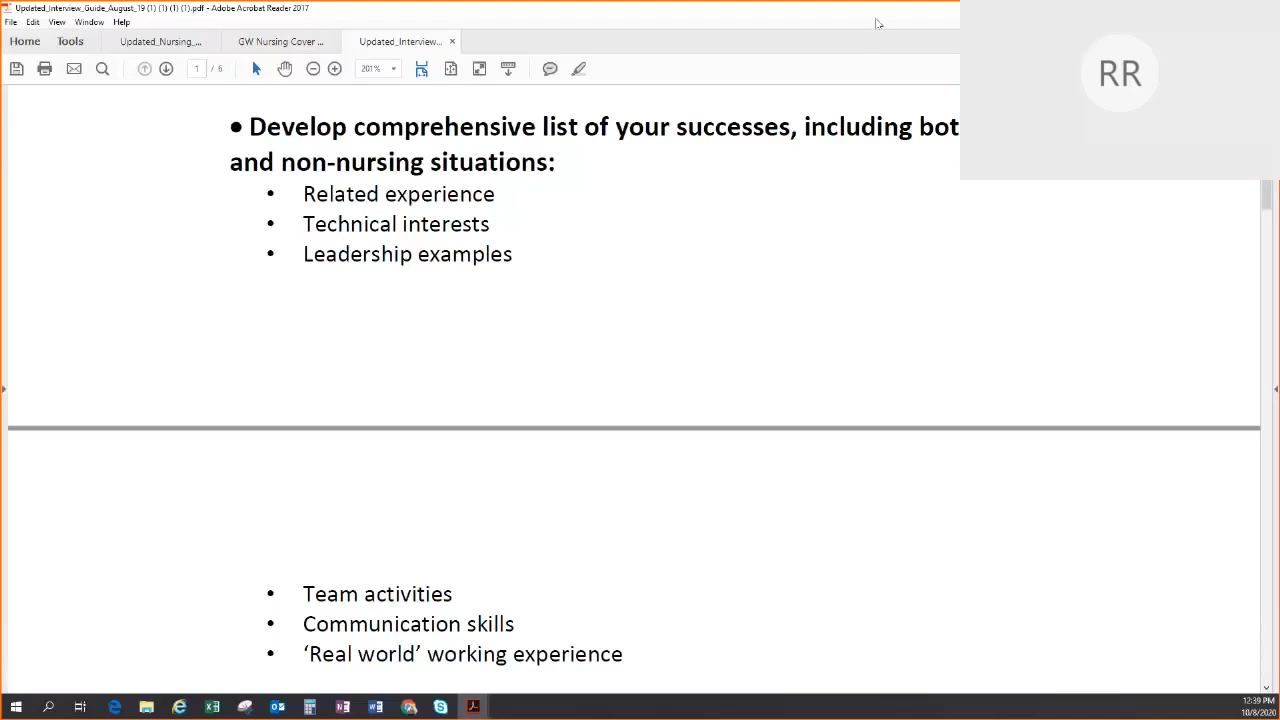 Updated_Interview_Guide_August_19 (1) (1) (1) (1).pdf - Adobe Acrobat Reader 2017
File Edit View Window Help
Home Tools Updated_Nursing_... GW Nursing Cover ... Updated_Interview... ×
1 / 6 201%
RR
• Develop comprehensive list of your successes, including bot
and non-nursing situations:
• Related experience
• Technical interests
• Leadership examples
• Team activities
• Communication skills
• ‘Real world’ working experience
12:39 PM
10/8/2020